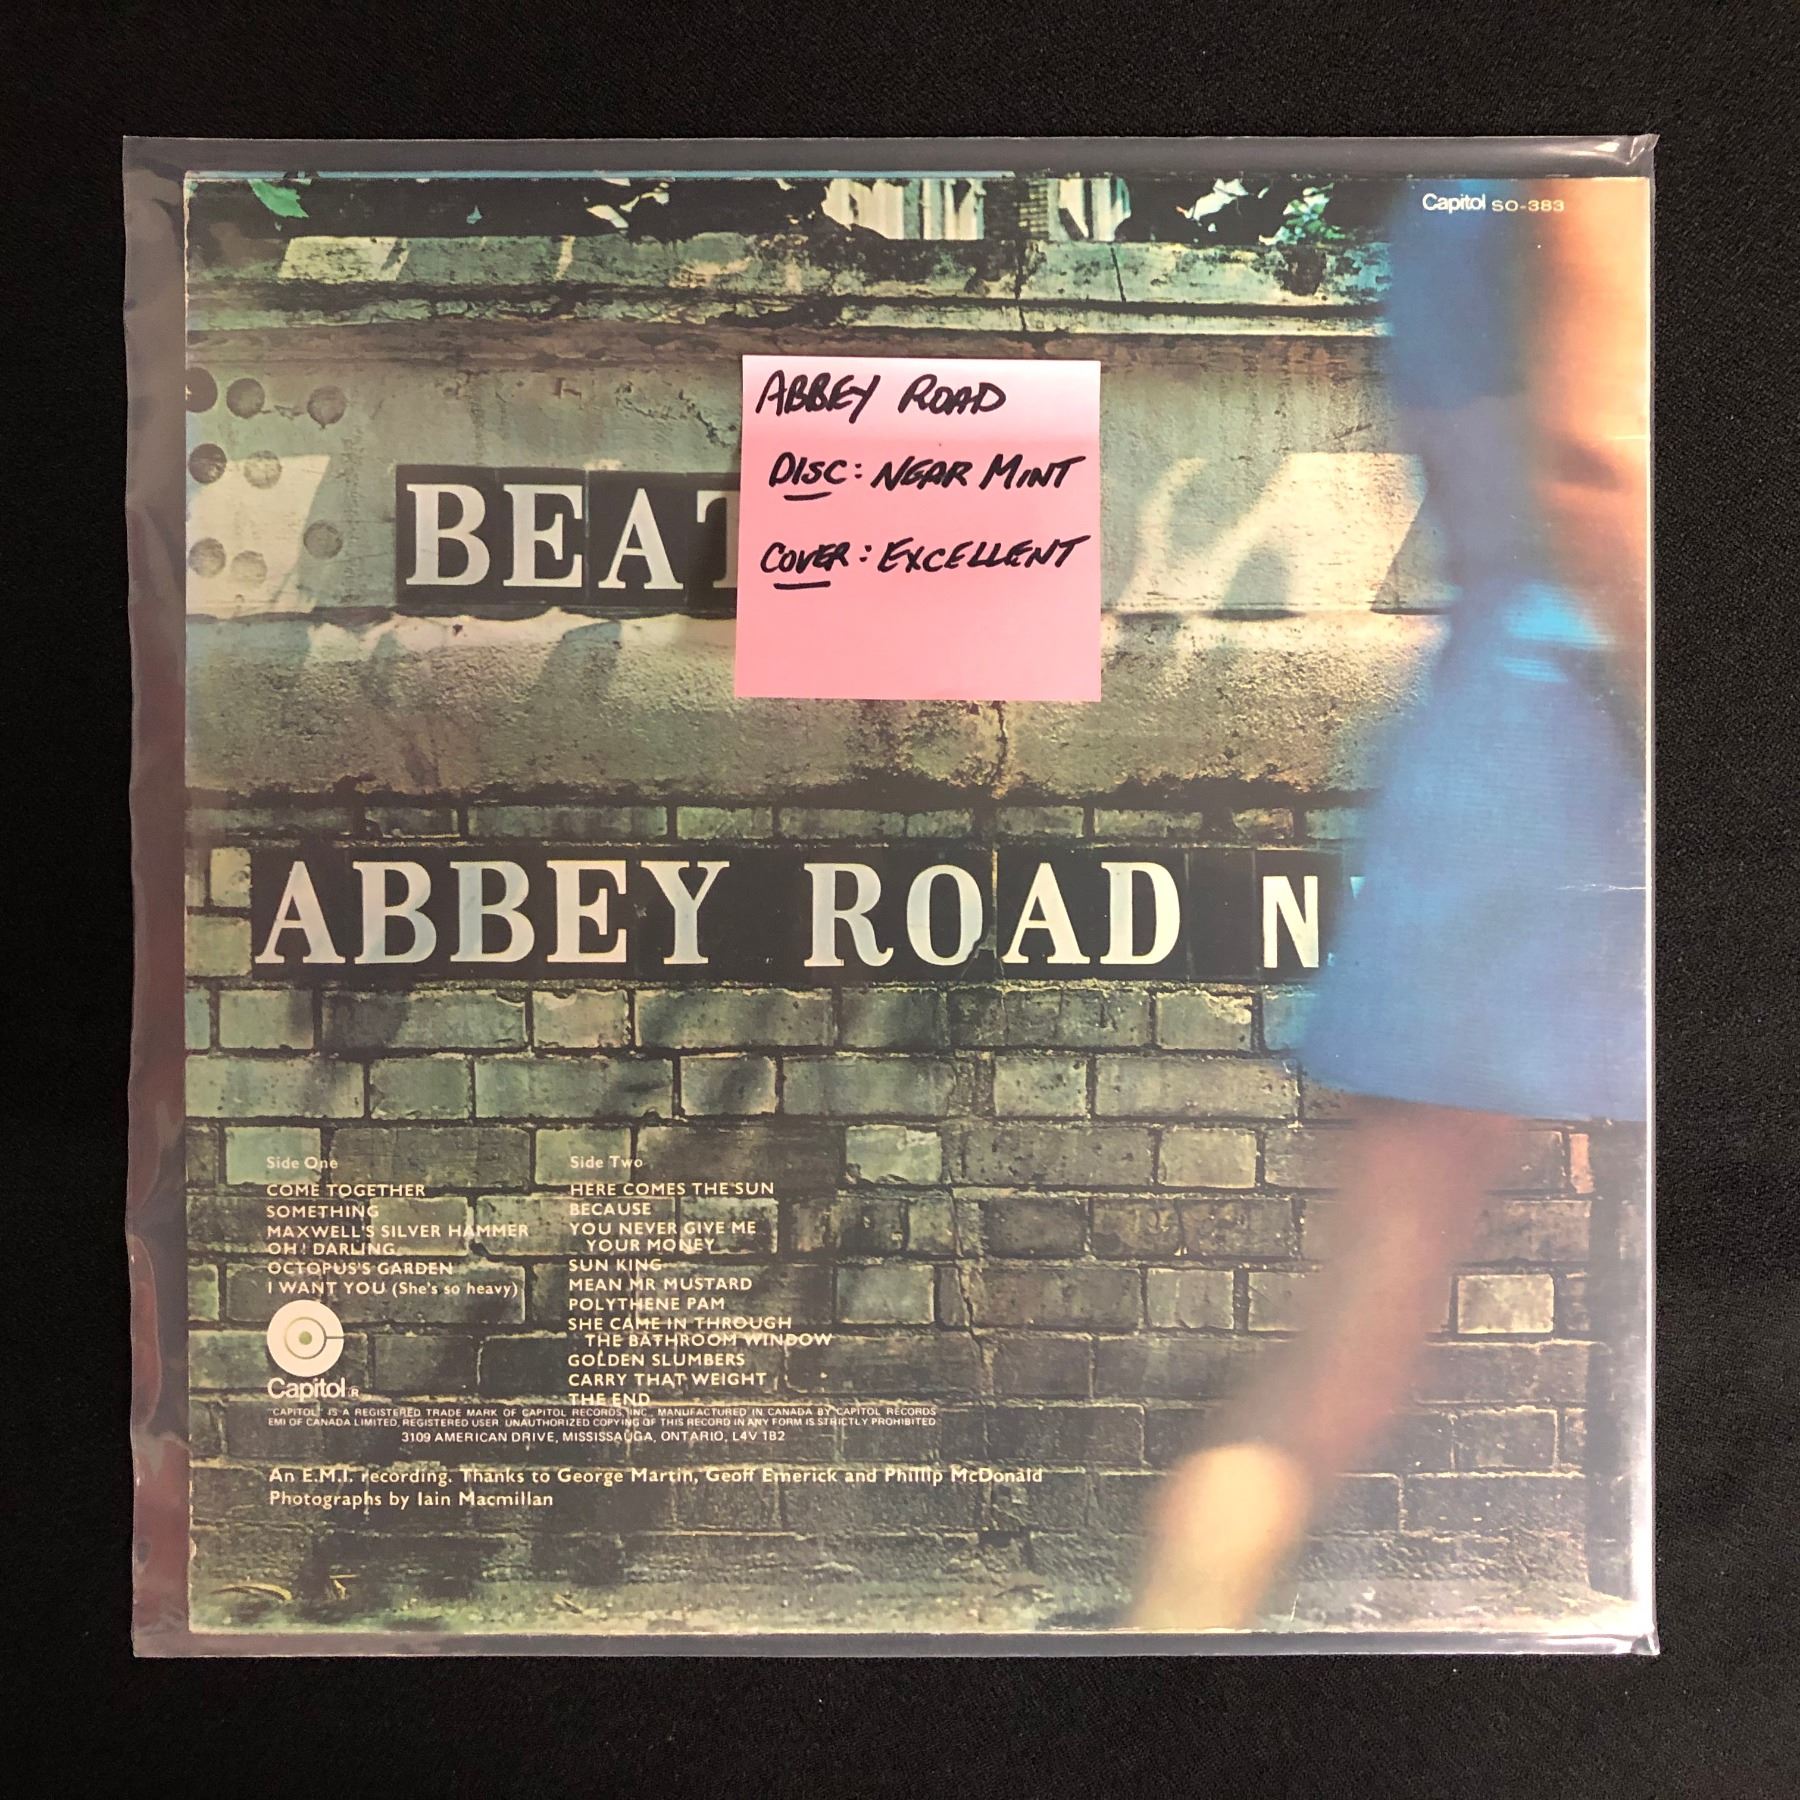 Capitol SO-383
ABBEY ROAD
DISC: NEAR MINT
COVER: EXCELLENT
BEAT
ABBEY ROAD N
Side One
COME TOGETHER
SOMETHING
MAXWELL'S SILVER HAMMER
OH! DARLING
OCTOPUS'S GARDEN
I WANT YOU (She's so heavy)
Side Two
HERE COMES THE SUN
BECAUSE
YOU NEVER GIVE ME
YOUR MONEY
SUN KING
MEAN MR MUSTARD
POLYTHENE PAM
SHE CAME IN THROUGH
THE BATHROOM WINDOW
GOLDEN SLUMBERS
CARRY THAT WEIGHT
THE END
Capitol R
"CAPITOL" IS A REGISTERED TRADE MARK OF CAPITOL RECORDS, INC., MANUFACTURED IN CANADA BY CAPITOL RECORDS
EMI OF CANADA LIMITED, REGISTERED USER. UNAUTHORIZED COPYING OF THIS RECORD IN ANY FORM IS STRICTLY PROHIBITED
3109 AMERICAN DRIVE, MISSISSAUGA, ONTARIO, L4V 1B2
An E.M.I. recording. Thanks to George Martin, Geoff Emerick and Phillip McDonald
Photographs by Iain Macmillan